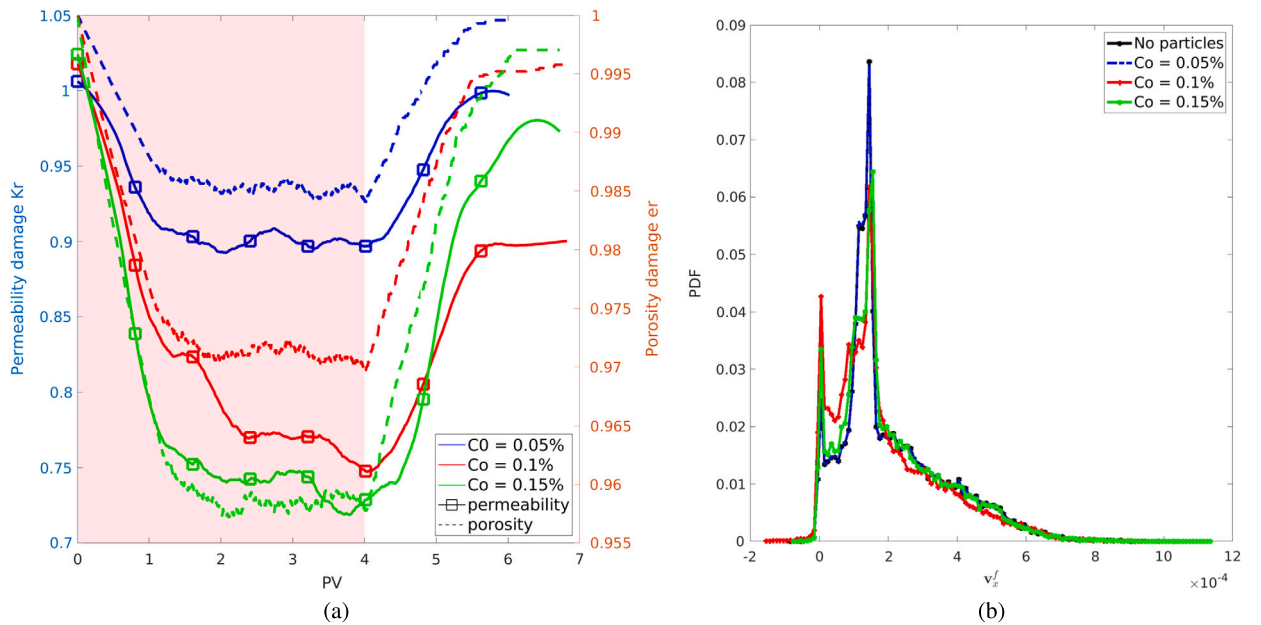 1.05
1
0.95
0.9
0.85
0.8
0.75
0.7
Permeability damage Kr
0 1 2 3 4 5 6 7
PV
1
0.995
0.99
0.985
0.98
0.975
0.97
0.965
0.96
0.955
Porosity damage er
C0 = 0.05%
Co = 0.1%
Co = 0.15%
permeability
porosity
(a)
0.09
0.08
0.07
0.06
0.05
0.04
0.03
0.02
0.01
0
PDF
-2 0 2 4 6 8 10 12
×10⁻⁴
vₓᶠ
No particles
Co = 0.05%
Co = 0.1%
Co = 0.15%
(b)